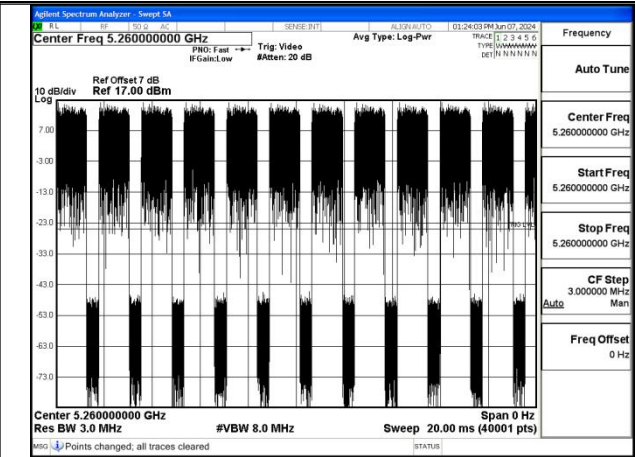 Agilent Spectrum Analyzer - Swept SA
RL RF 50 Ω AC SENSE:INT ALIGNAUTO 01:24:03 PM Jun 07, 2024
Center Freq 5.260000000 GHz
PNO: Fast
IFGain:Low
Trig: Video
#Atten: 20 dB
Avg Type: Log-Pwr
TRACE 1 2 3 4 5 6
TYPE
DET N N N N N N
Ref Offset 7 dB
10 dB/div Ref 17.00 dBm
Log
7.00
-3.00
-13.0
-23.0
-33.0
-43.0
-53.0
-63.0
-73.0
Center 5.260000000 GHz Span 0 Hz
Res BW 3.0 MHz #VBW 8.0 MHz Sweep 20.00 ms (40001 pts)
MSG Points changed; all traces cleared STATUS
Frequency
Auto Tune
Center Freq
5.260000000 GHz
Start Freq
5.260000000 GHz
Stop Freq
5.260000000 GHz
CF Step
3.000000 MHz
Auto Man
Freq Offset
0 Hz